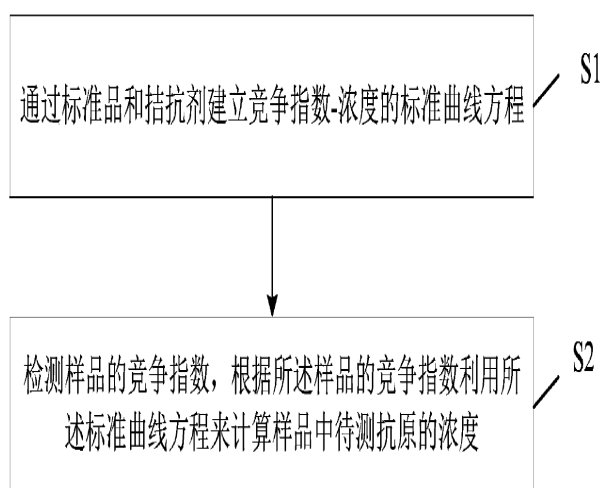 通过标准品和拮抗剂建立竞争指数-浓度的标准曲线方程
S1
检测样品的竞争指数，根据所述样品的竞争指数利用所
述标准曲线方程来计算样品中待测抗原的浓度
S2